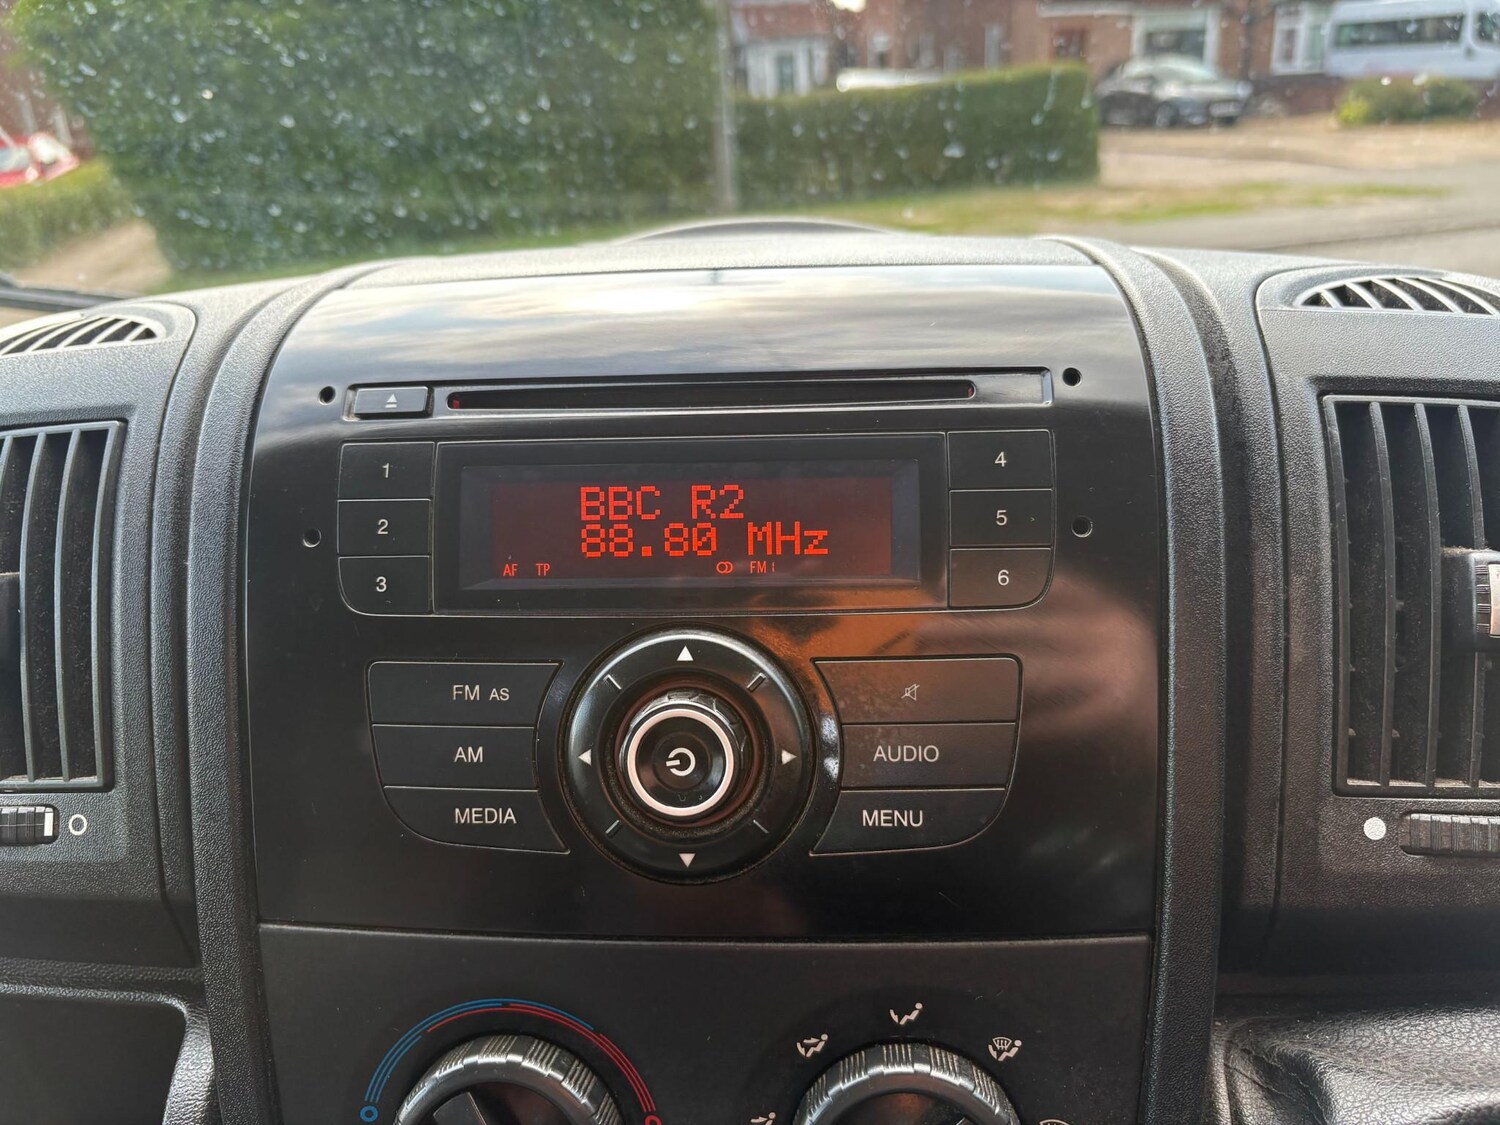 1
2
3
BBC R2
88.80 MHz
AF TP FM I
4
5
6
FM AS
AM
MEDIA
AUDIO
MENU